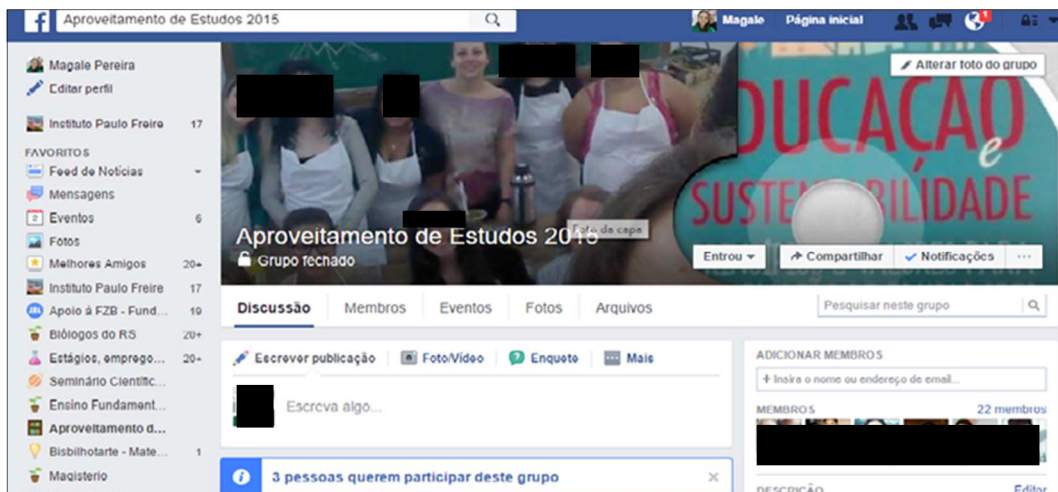 Aproveitamento de Estudos 2015
Magale Página inicial
1
Magale Pereira
Editar perfil
Instituto Paulo Freire 17
FAVORITOS
Feed de Notícias
Mensagens
Eventos 6
Fotos
Melhores Amigos 20+
Instituto Paulo Freire 17
Apoio á FZB - Fund... 19
Biólogos do RS 20+
Estágios, emprego... 20+
Seminário Científic...
Ensino Fundament...
Aproveitamento d...
Bisbilhotarte - Mate... 1
Magisterio
Alterar foto do grupo
DUCAÇÃO
e
SUSTE BILIDADE
Foto da capa
Aproveitamento de Estudos 2015
Grupo fechado
Entrou Compartilhar Notificações ...
Discussão Membros Eventos Fotos Arquivos
Pesquisar neste grupo
Escrever publicação Foto/Vídeo Enquete Mais
Escreva algo...
3 pessoas querem participar deste grupo
ADICIONAR MEMBROS
+ Insira o nome ou endereço de email...
MEMBROS 22 membros
DESCRIÇÃO Editar